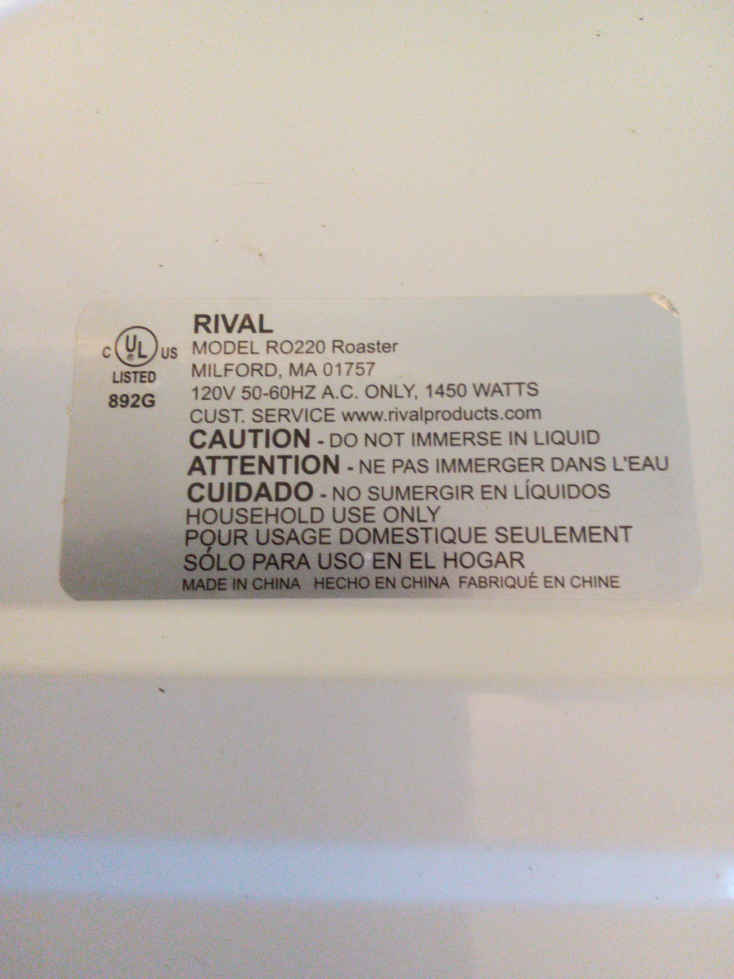 RIVAL
C UL US
MODEL RO220 Roaster
LISTED
MILFORD, MA 01757
892G
120V 50-60HZ A.C. ONLY, 1450 WATTS
CUST. SERVICE www.rivalproducts.com
CAUTION - DO NOT IMMERSE IN LIQUID
ATTENTION - NE PAS IMMERGER DANS L'EAU
CUIDADO - NO SUMERGIR EN LÍQUIDOS
HOUSEHOLD USE ONLY
POUR USAGE DOMESTIQUE SEULEMENT
SÓLO PARA USO EN EL HOGAR
MADE IN CHINA HECHO EN CHINA FABRIQUÉ EN CHINE